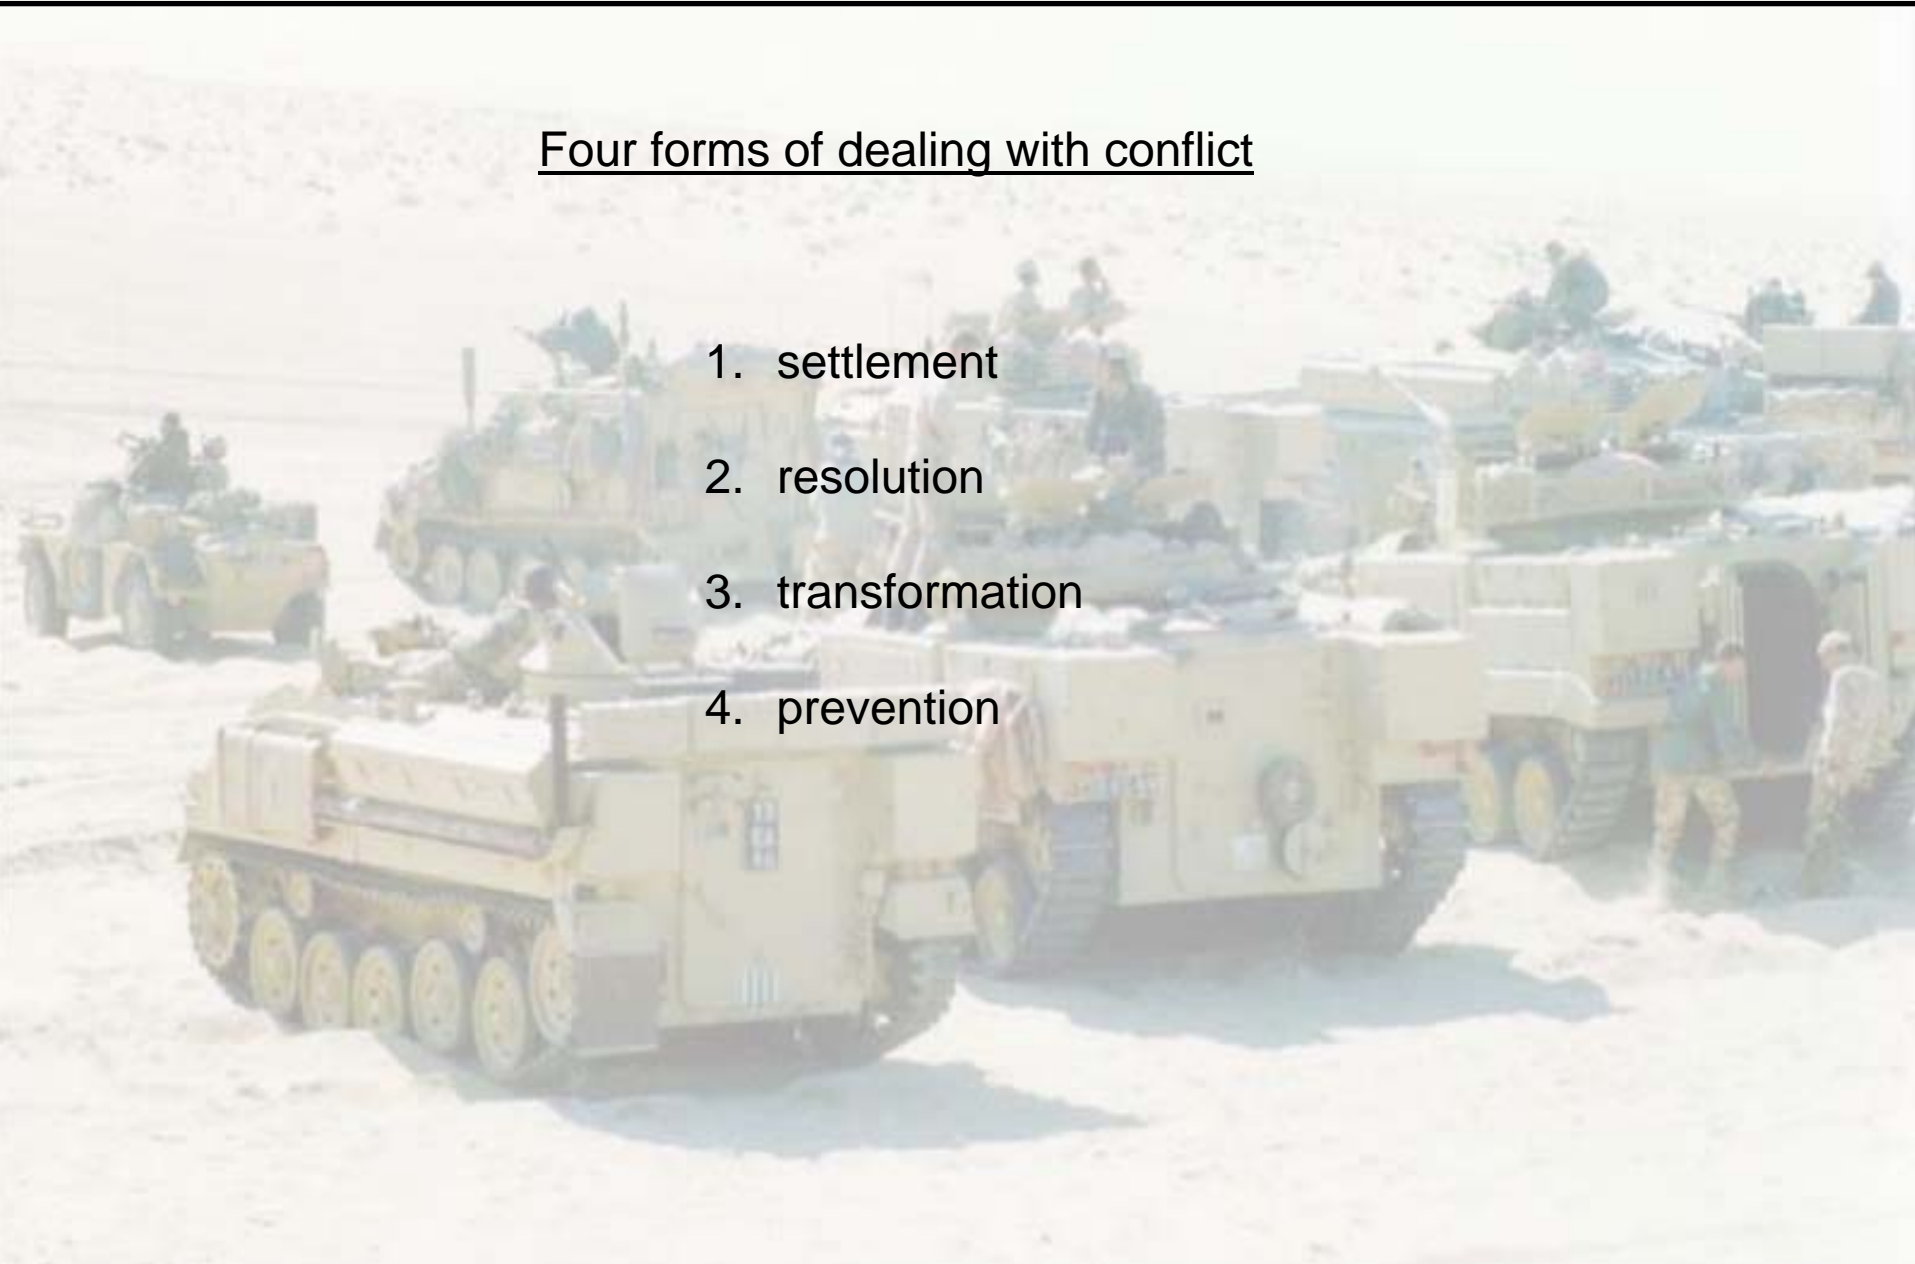 Four forms of dealing with conflict
1. settlement
2. resolution
3. transformation
4. prevention